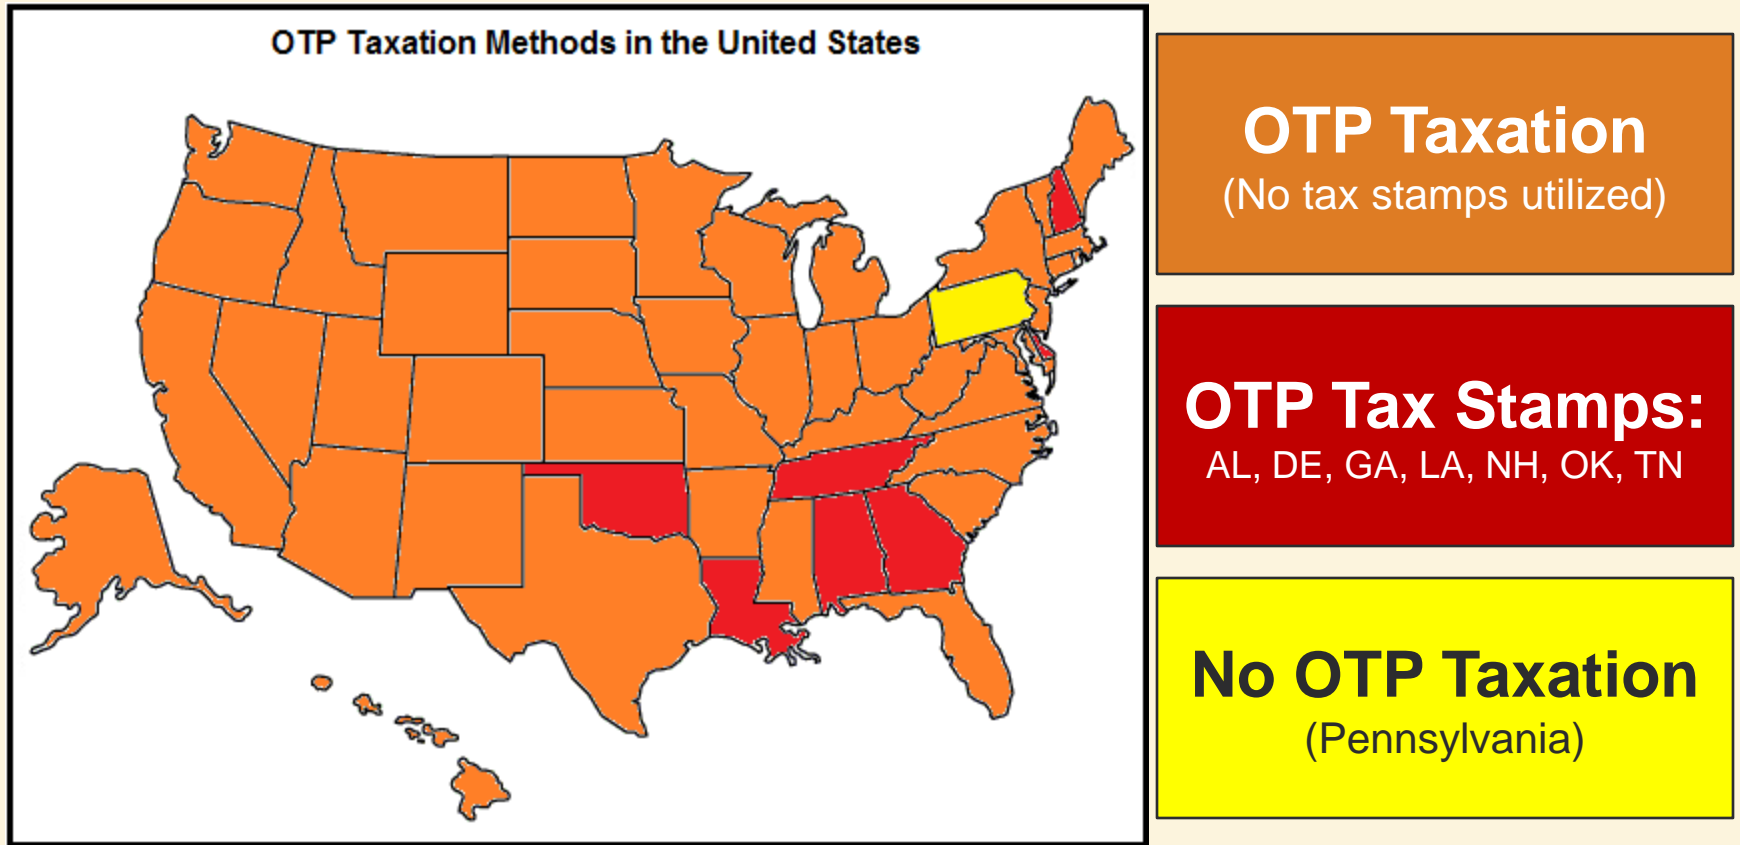 OTP Taxation Methods in the United States
OTP Taxation
(No tax stamps utilized)
OTP Tax Stamps:
AL, DE, GA, LA, NH, OK, TN
No OTP Taxation
(Pennsylvania)